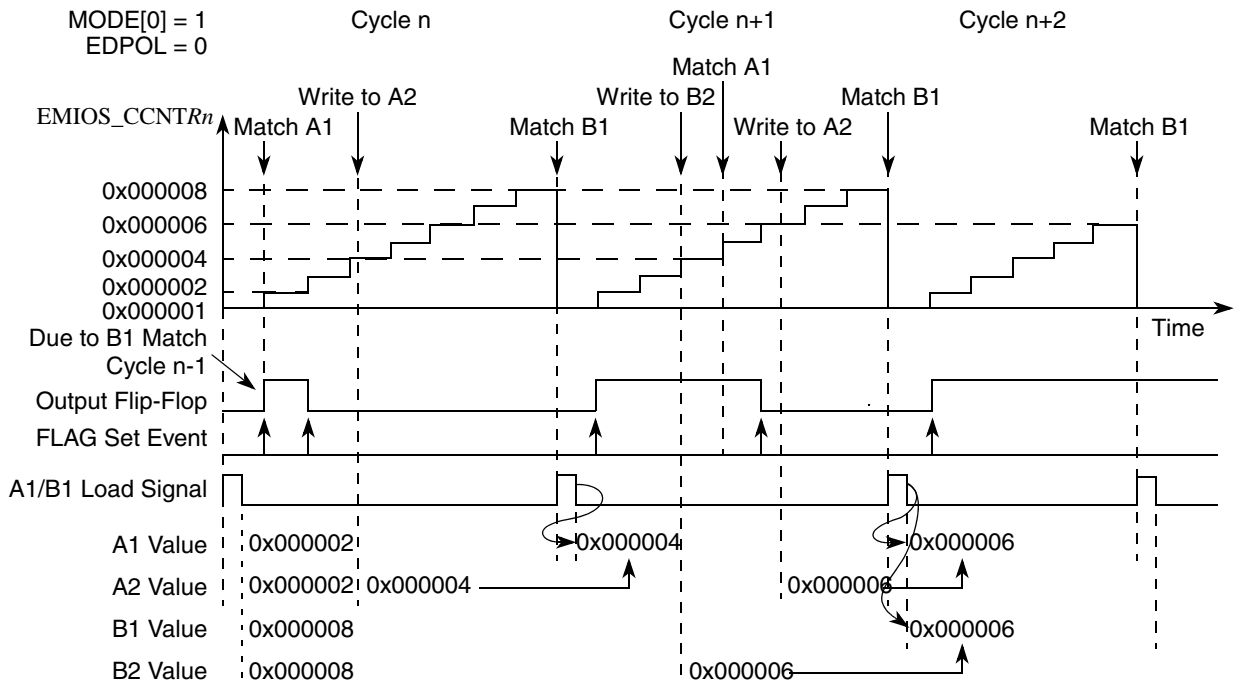 MODE[0] = 1
EDPOL = 0
Cycle n
Cycle n+1
Cycle n+2
Match A1
Write to A2
Write to B2
Match B1
EMIOS_CCNTRn
Match A1
Match B1
Write to A2
Match B1
0x000008
0x000006
0x000004
0x000002
0x000001
Time
Due to B1 Match
Cycle n-1
Output Flip-Flop
FLAG Set Event
A1/B1 Load Signal
A1 Value 0x000002 0x000004 0x000006
A2 Value 0x000002 0x000004 0x000006
B1 Value 0x000008 0x000006
B2 Value 0x000008 0x000006